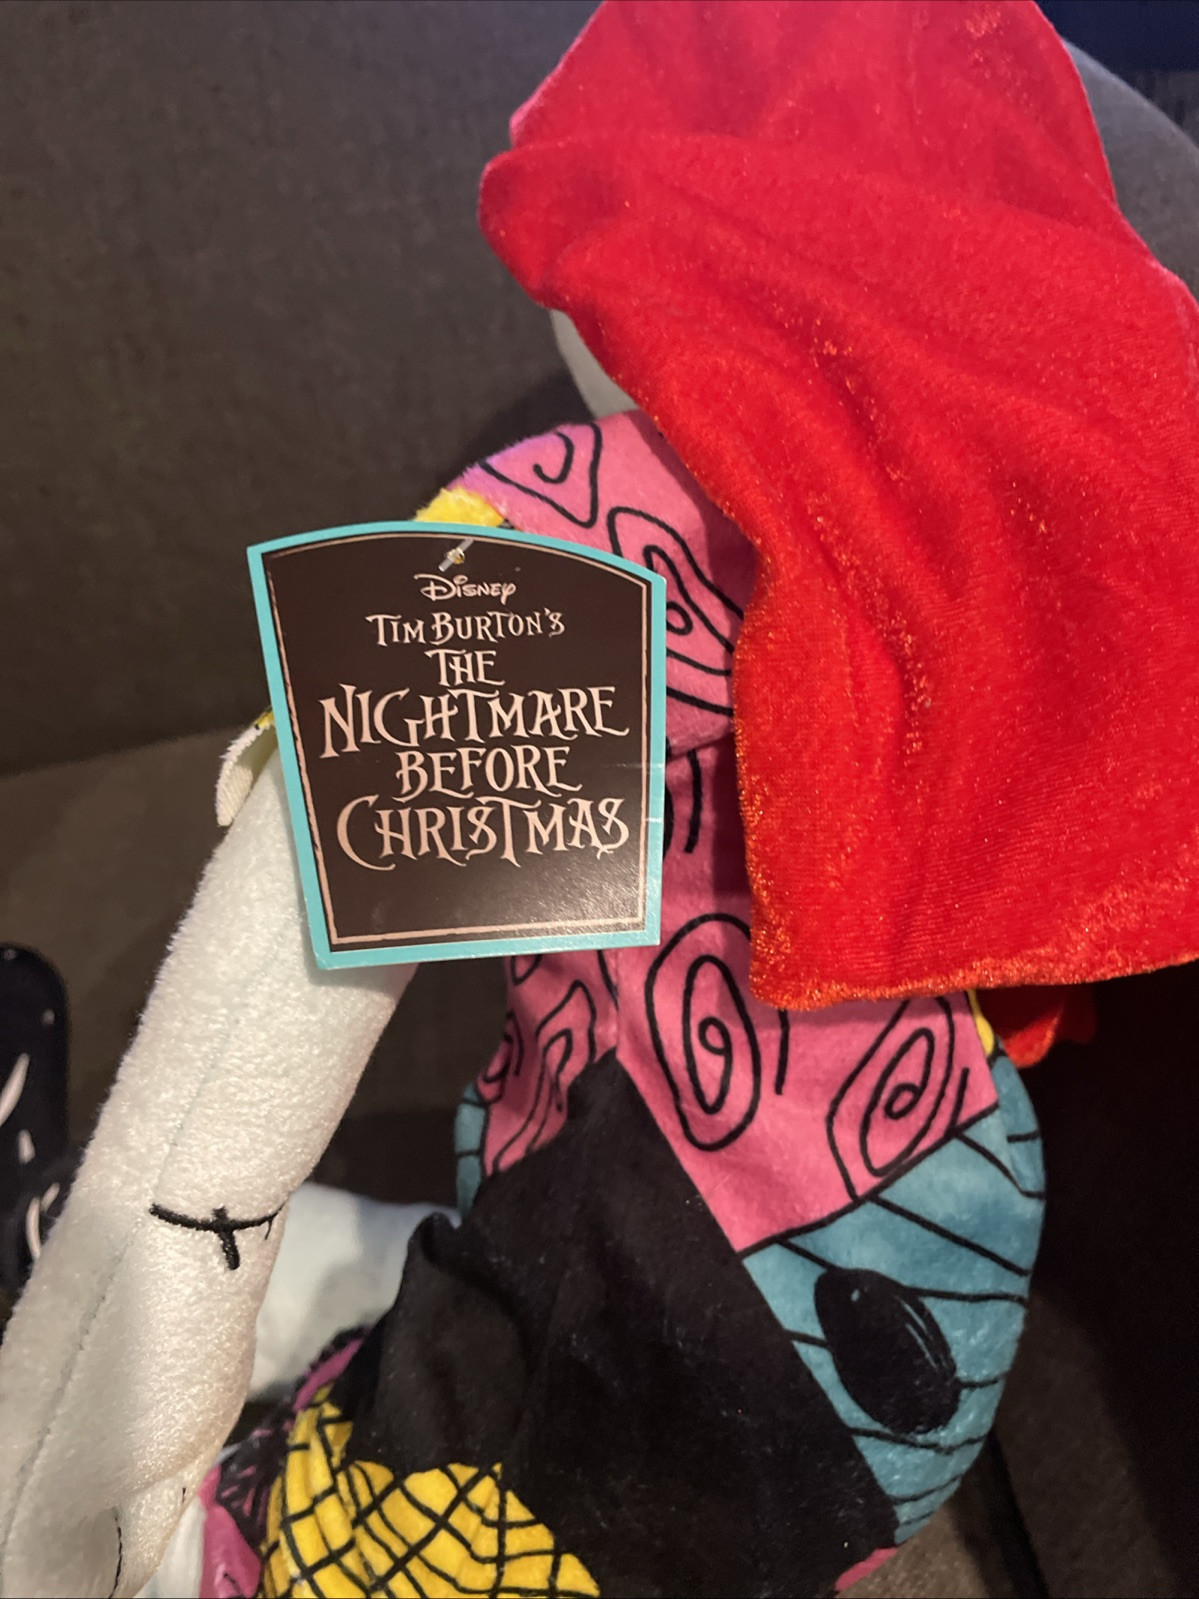 Disney
Tim Burton's
The
Nightmare
Before
Christmas